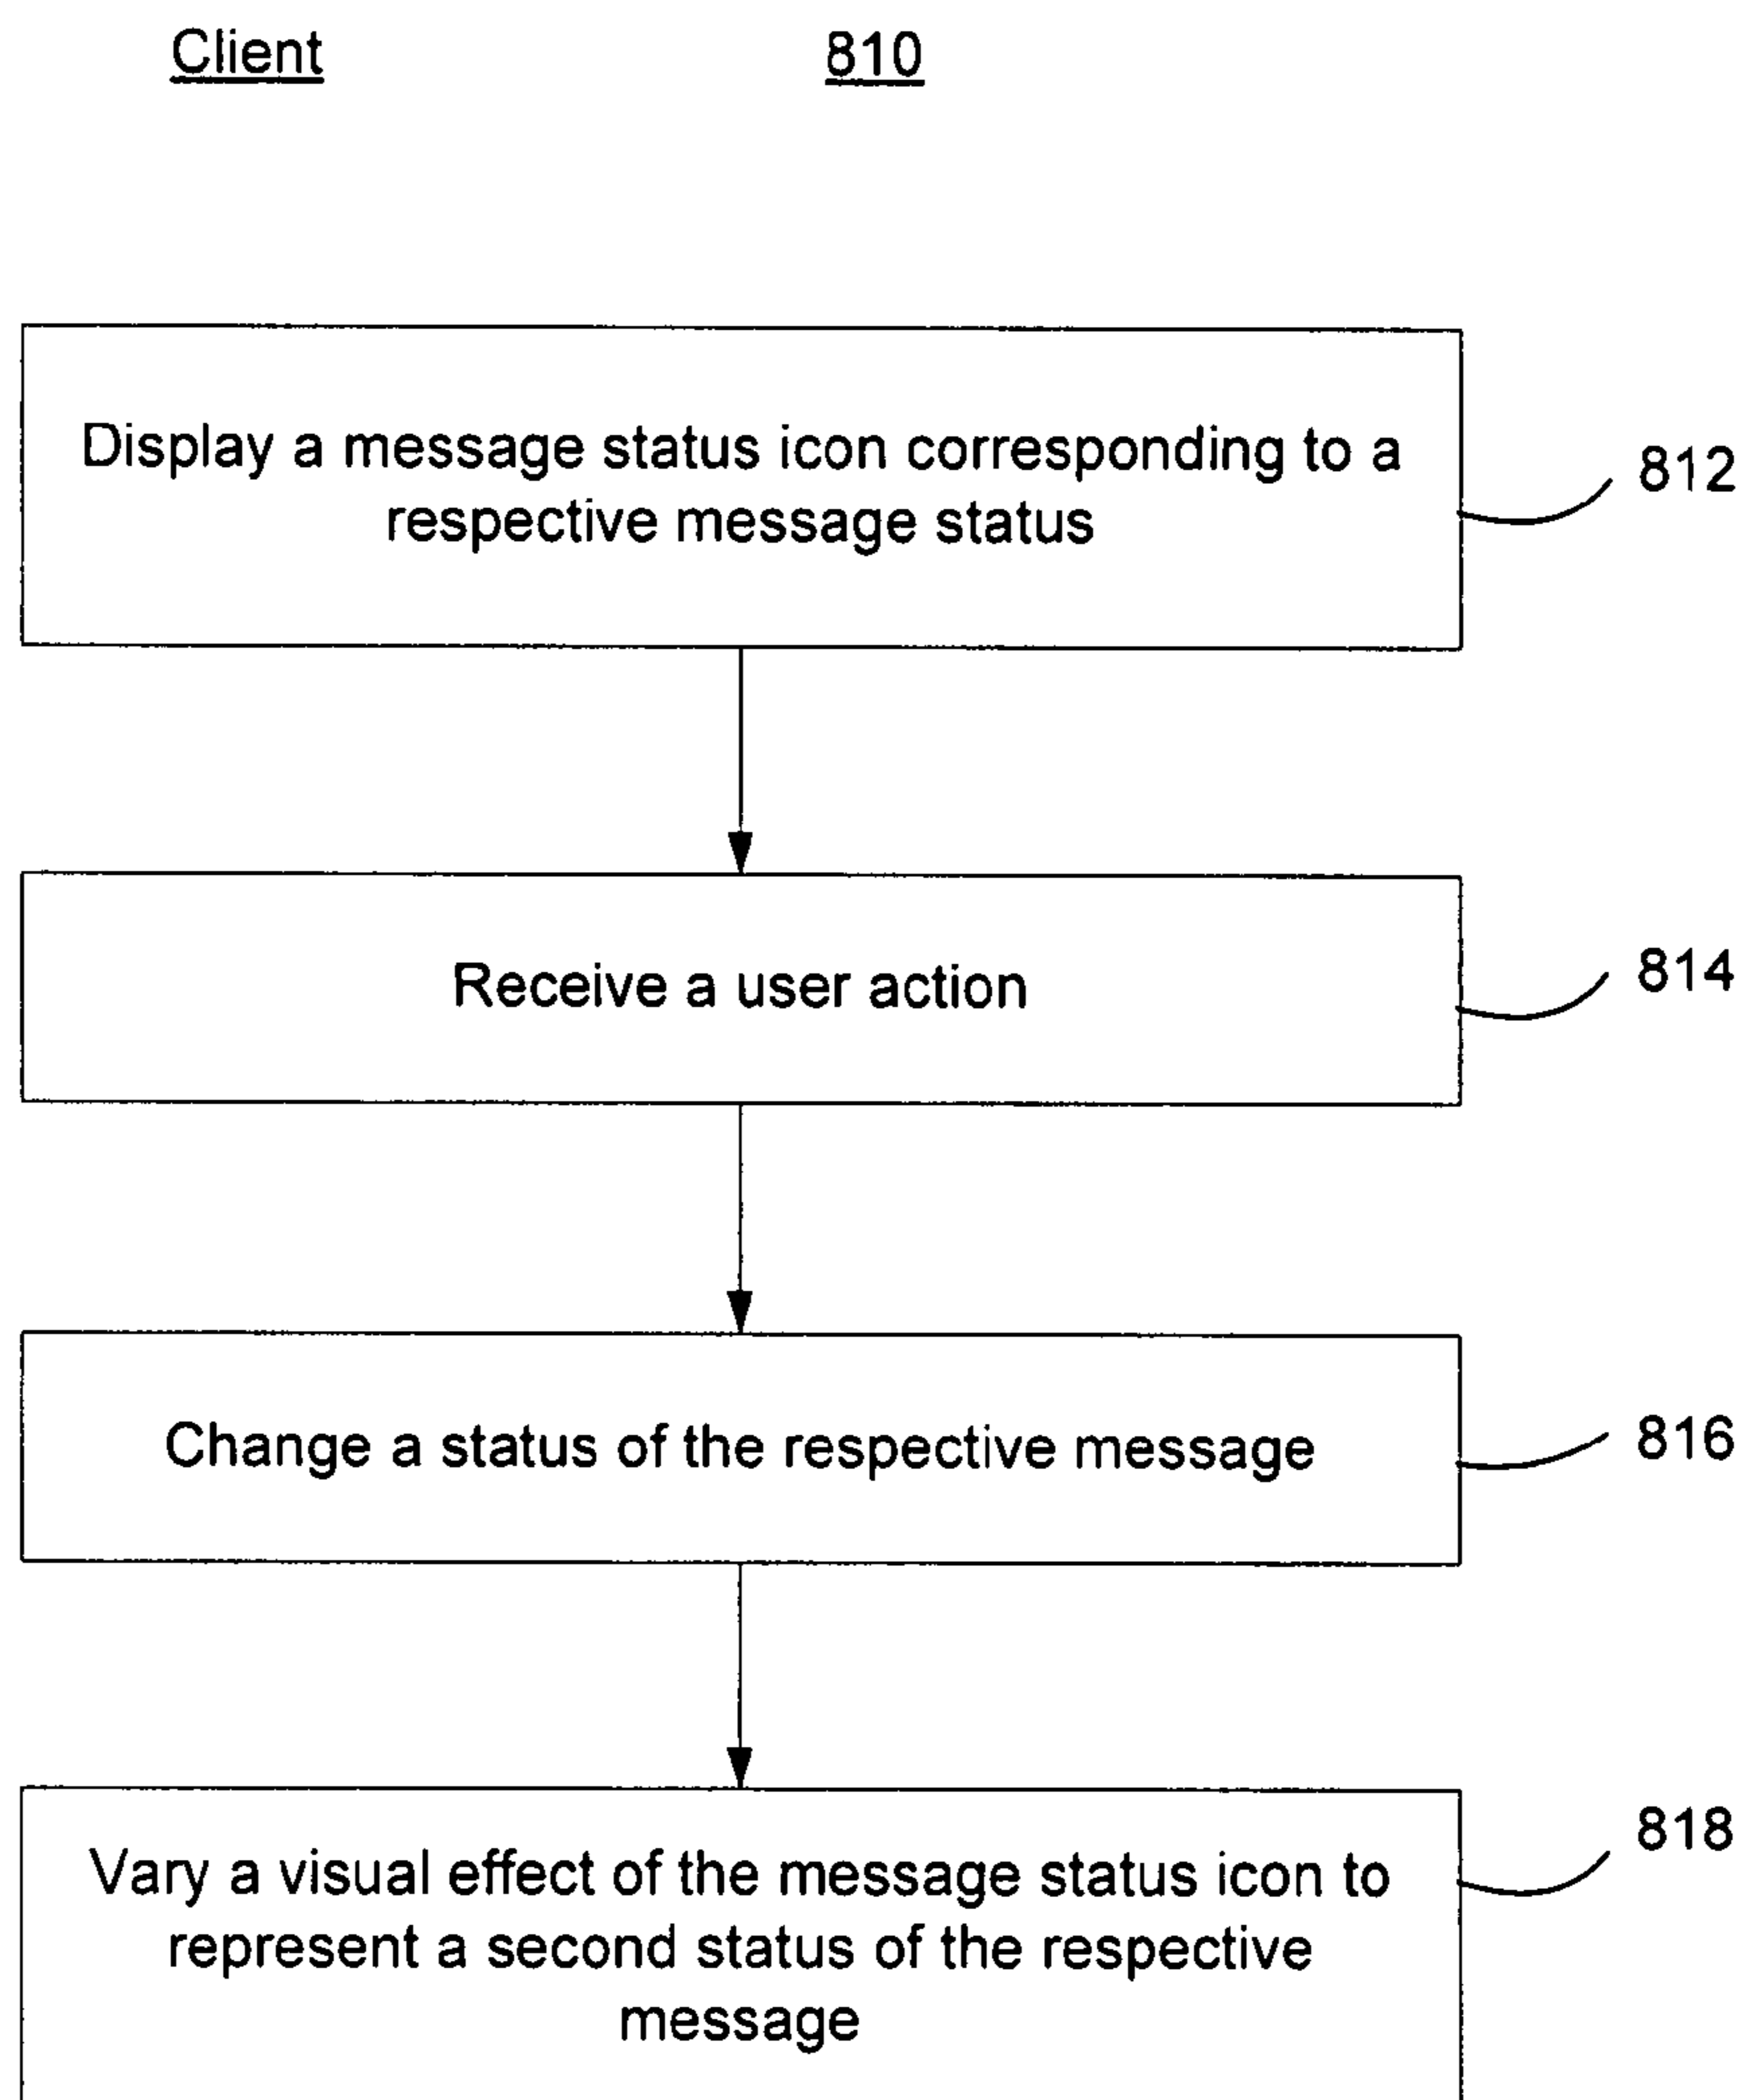 Client
810
Display a message status icon corresponding to a
respective message status
812
Receive a user action
814
Change a status of the respective message
816
Vary a visual effect of the message status icon to
represent a second status of the respective
message
818